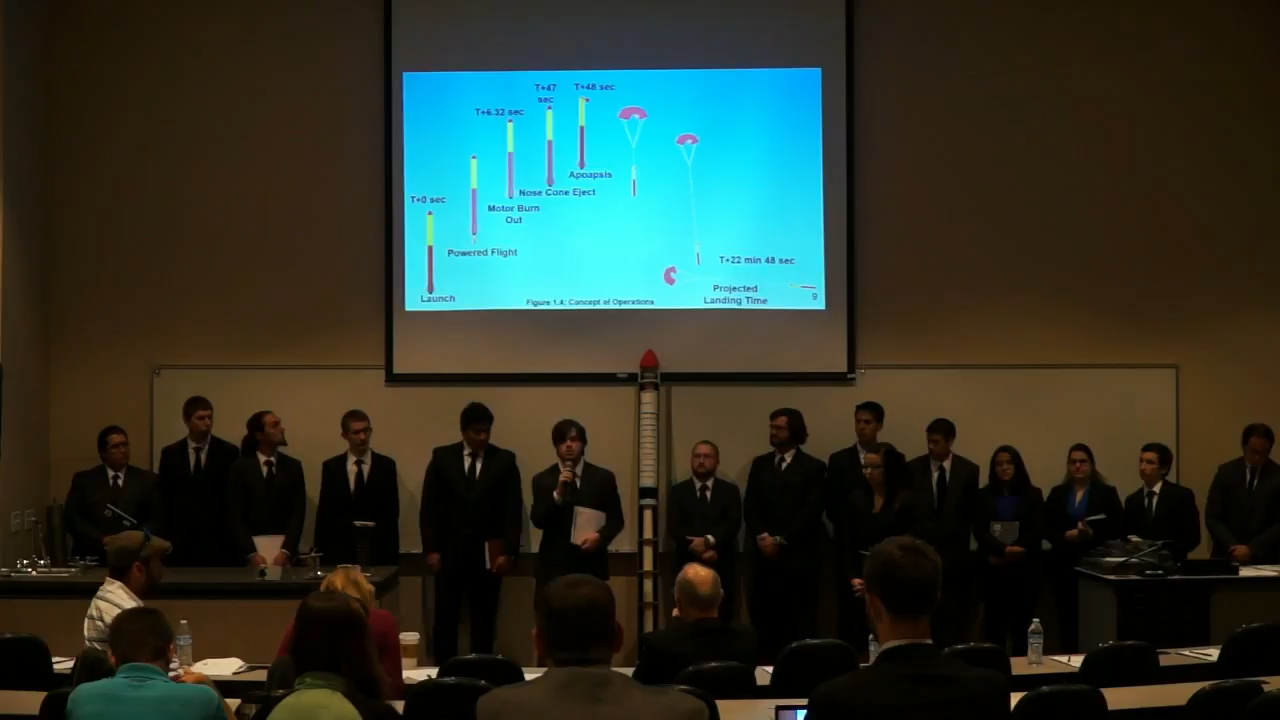 T+47
sec
T+48 sec
T+6.32 sec
Apoapsis
Nose Cone Eject
T+0 sec
Motor Burn
Out
Powered Flight
T+22 min 48 sec
Projected
Landing Time
9
Launch
Figure 1.4: Concept of Operations